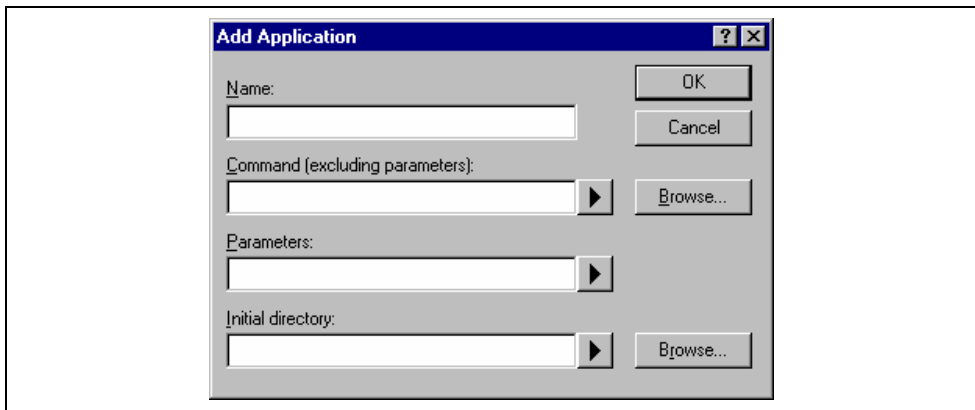 Add Application
Name:
OK
Cancel
Command (excluding parameters):
Browse...
Parameters:
Initial directory:
Browse...